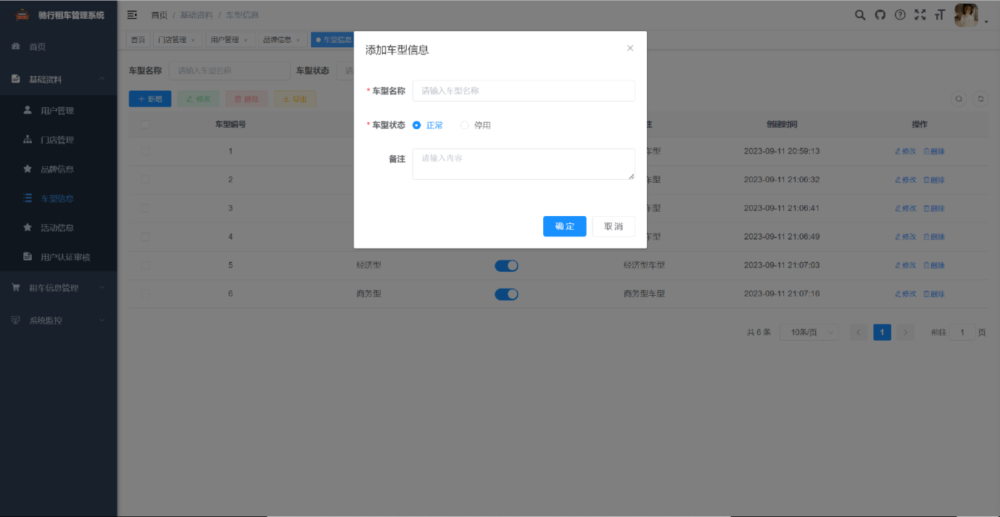 驰行租车管理系统
首页 / 基础资料 / 车型信息
首页
门店管理 ×
用户管理 ×
品牌信息 ×
车型信息
首页
基础资料
用户管理
门店管理
品牌信息
车型信息
活动信息
用户认证审核
租车信息管理
系统监控
车型名称 请输入车型名称 车型状态 请
+ 新增 修改 删除 导出
添加车型信息
* 车型名称 请输入车型名称
* 车型状态 正常 停用
备注 请输入内容
确 定 取 消
车型编号 注 创建时间 操作
1 车型 2023-09-11 20:59:13 修改 删除
2 车型 2023-09-11 21:06:32 修改 删除
3 车型 2023-09-11 21:06:41 修改 删除
4 车型 2023-09-11 21:06:49 修改 删除
5 经济型 经济型车型 2023-09-11 21:07:03 修改 删除
6 商务型 商务型车型 2023-09-11 21:07:16 修改 删除
共 6 条 10条/页 < 1 > 前往 1 页